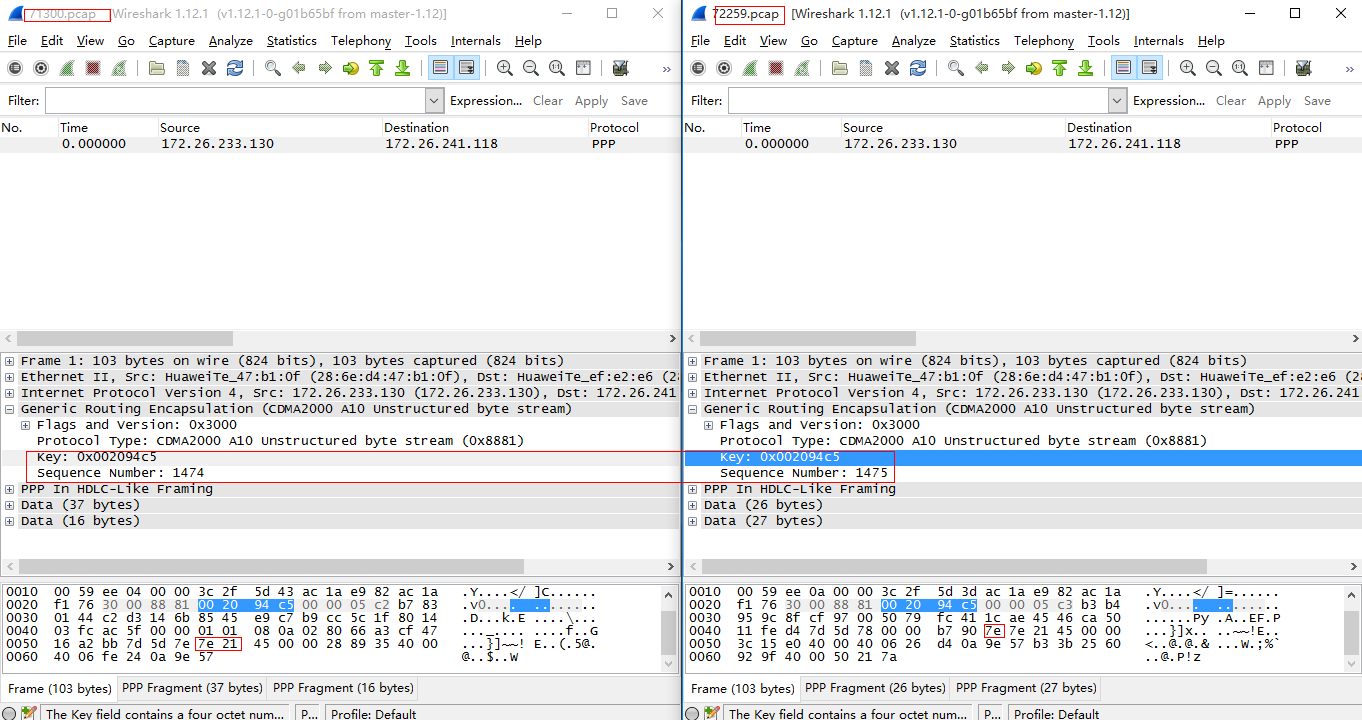 71300.pcap [Wireshark 1.12.1 (v1.12.1-0-g01b65bf from master-1.12)]
File Edit View Go Capture Analyze Statistics Telephony Tools Internals Help
Filter: Expression... Clear Apply Save
No. Time Source Destination Protocol
0.000000 172.26.233.130 172.26.241.118 PPP
Frame 1: 103 bytes on wire (824 bits), 103 bytes captured (824 bits)
Ethernet II, Src: HuaweiTe_47:b1:0f (28:6e:d4:47:b1:0f), Dst: HuaweiTe_ef:e2:e6 (28
Internet Protocol Version 4, Src: 172.26.233.130 (172.26.233.130), Dst: 172.26.241
Generic Routing Encapsulation (CDMA2000 A10 Unstructured byte stream)
Flags and Version: 0x3000
Protocol Type: CDMA2000 A10 Unstructured byte stream (0x8881)
Key: 0x002094c5
Sequence Number: 1474
PPP In HDLC-Like Framing
Data (37 bytes)
Data (16 bytes)
0010 00 59 ee 04 00 00 3c 2f 5d 43 ac 1a e9 82 ac 1a .Y....</ ]C......
0020 f1 76 30 00 88 81 00 20 94 c5 00 00 05 c2 b7 83 .v0.... ........
0030 01 44 c2 d3 14 6b 85 45 e9 c7 b9 cc 5c 1f 80 14 .D...k.E ....\...
0040 03 fc ac 5f 00 00 01 01 08 0a 02 80 66 a3 cf 47 ..._.... ....f..G
0050 16 a2 bb 7d 5d 7e 7e 21 45 00 00 28 89 35 40 00 ...}]~~! E..(.5@.
0060 40 06 fe 24 0a 9e 57 @..$..W
Frame (103 bytes) PPP Fragment (37 bytes) PPP Fragment (16 bytes)
The Key field contains a four octet num... P... Profile: Default
72259.pcap [Wireshark 1.12.1 (v1.12.1-0-g01b65bf from master-1.12)]
File Edit View Go Capture Analyze Statistics Telephony Tools Internals Help
Filter: Expression... Clear Apply Save
No. Time Source Destination Protocol
0.000000 172.26.233.130 172.26.241.118 PPP
Frame 1: 103 bytes on wire (824 bits), 103 bytes captured (824 bits)
Ethernet II, Src: HuaweiTe_47:b1:0f (28:6e:d4:47:b1:0f), Dst: HuaweiTe_ef:e2:e6 (28
Internet Protocol Version 4, Src: 172.26.233.130 (172.26.233.130), Dst: 172.26.241
Generic Routing Encapsulation (CDMA2000 A10 Unstructured byte stream)
Flags and Version: 0x3000
Protocol Type: CDMA2000 A10 Unstructured byte stream (0x8881)
Key: 0x002094c5
Sequence Number: 1475
PPP In HDLC-Like Framing
Data (26 bytes)
Data (27 bytes)
0010 00 59 ee 0a 00 00 3c 2f 5d 3d ac 1a e9 82 ac 1a .Y....</ ]=......
0020 f1 76 30 00 88 81 00 20 94 c5 00 00 05 c3 b3 b4 .v0.... ........
0030 95 9c 8f cf 97 00 50 79 fc 41 1c ae 45 46 ca 50 ......Py .A..EF.P
0040 11 fe d4 7d 5d 78 00 00 b7 90 7e 7e 21 45 00 00 ...}]x.. ..~~!E..
0050 3c 15 e0 40 00 40 06 26 d4 0a 9e 57 b3 3b 25 60 <..@.@.& ...W.;%`
0060 92 9f 40 00 50 21 7a ..@.P!z
Frame (103 bytes) PPP Fragment (26 bytes) PPP Fragment (27 bytes)
The Key field contains a four octet num... P... Profile: Default